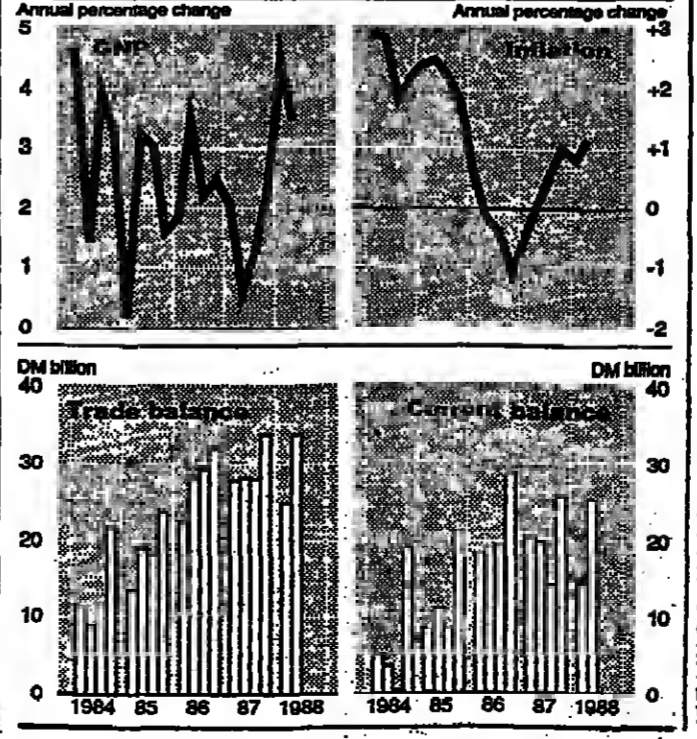 Annual percentage change
Annual percentage change
GNP
Inflation
5
4
3
2
1
0
+3
+2
+1
0
-1
-2
DM billion
DM billion
Trade balance
Current balance
40
30
20
10
0
40
30
20
10
0
1984 85 86 87 1988
1984 85 86 87 1988